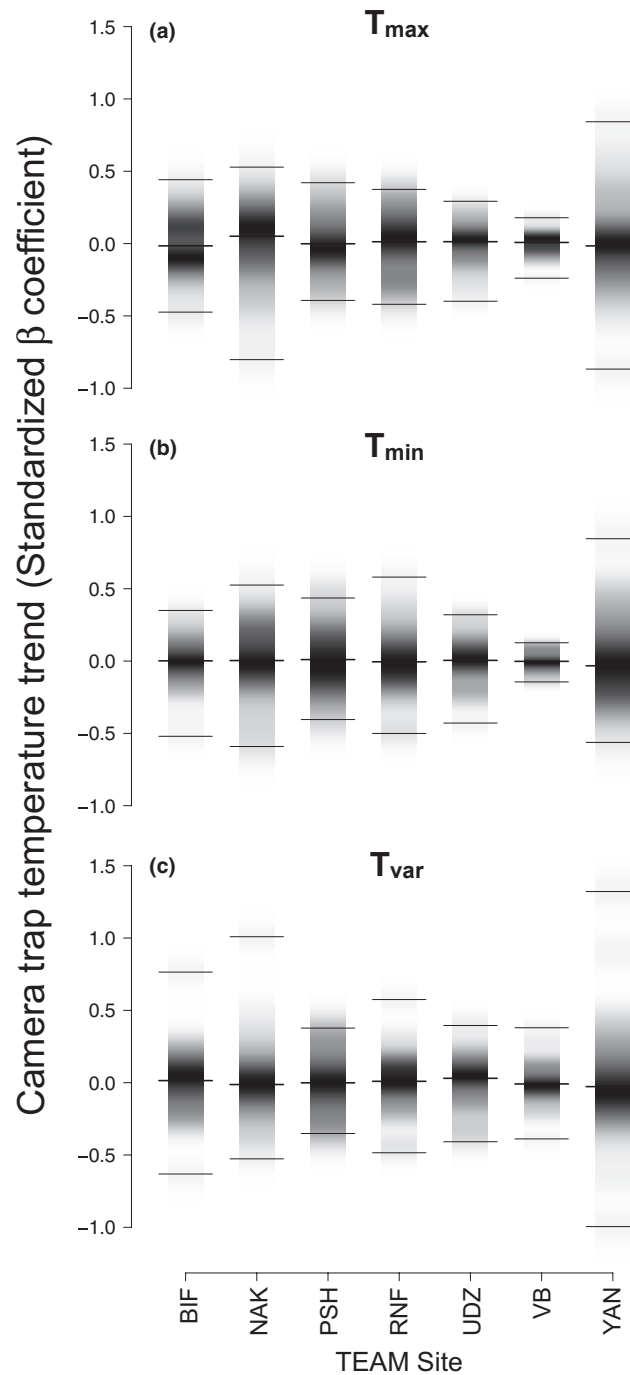 Camera trap temperature trend (Standardized β coefficient)
(a)
Tmax
1.5
1.0
0.5
0.0
−0.5
−1.0
(b)
Tmin
1.5
1.0
0.5
0.0
−0.5
−1.0
(c)
Tvar
1.5
1.0
0.5
0.0
−0.5
−1.0
BIF
NAK
PSH
RNF
UDZ
VB
YAN
TEAM Site